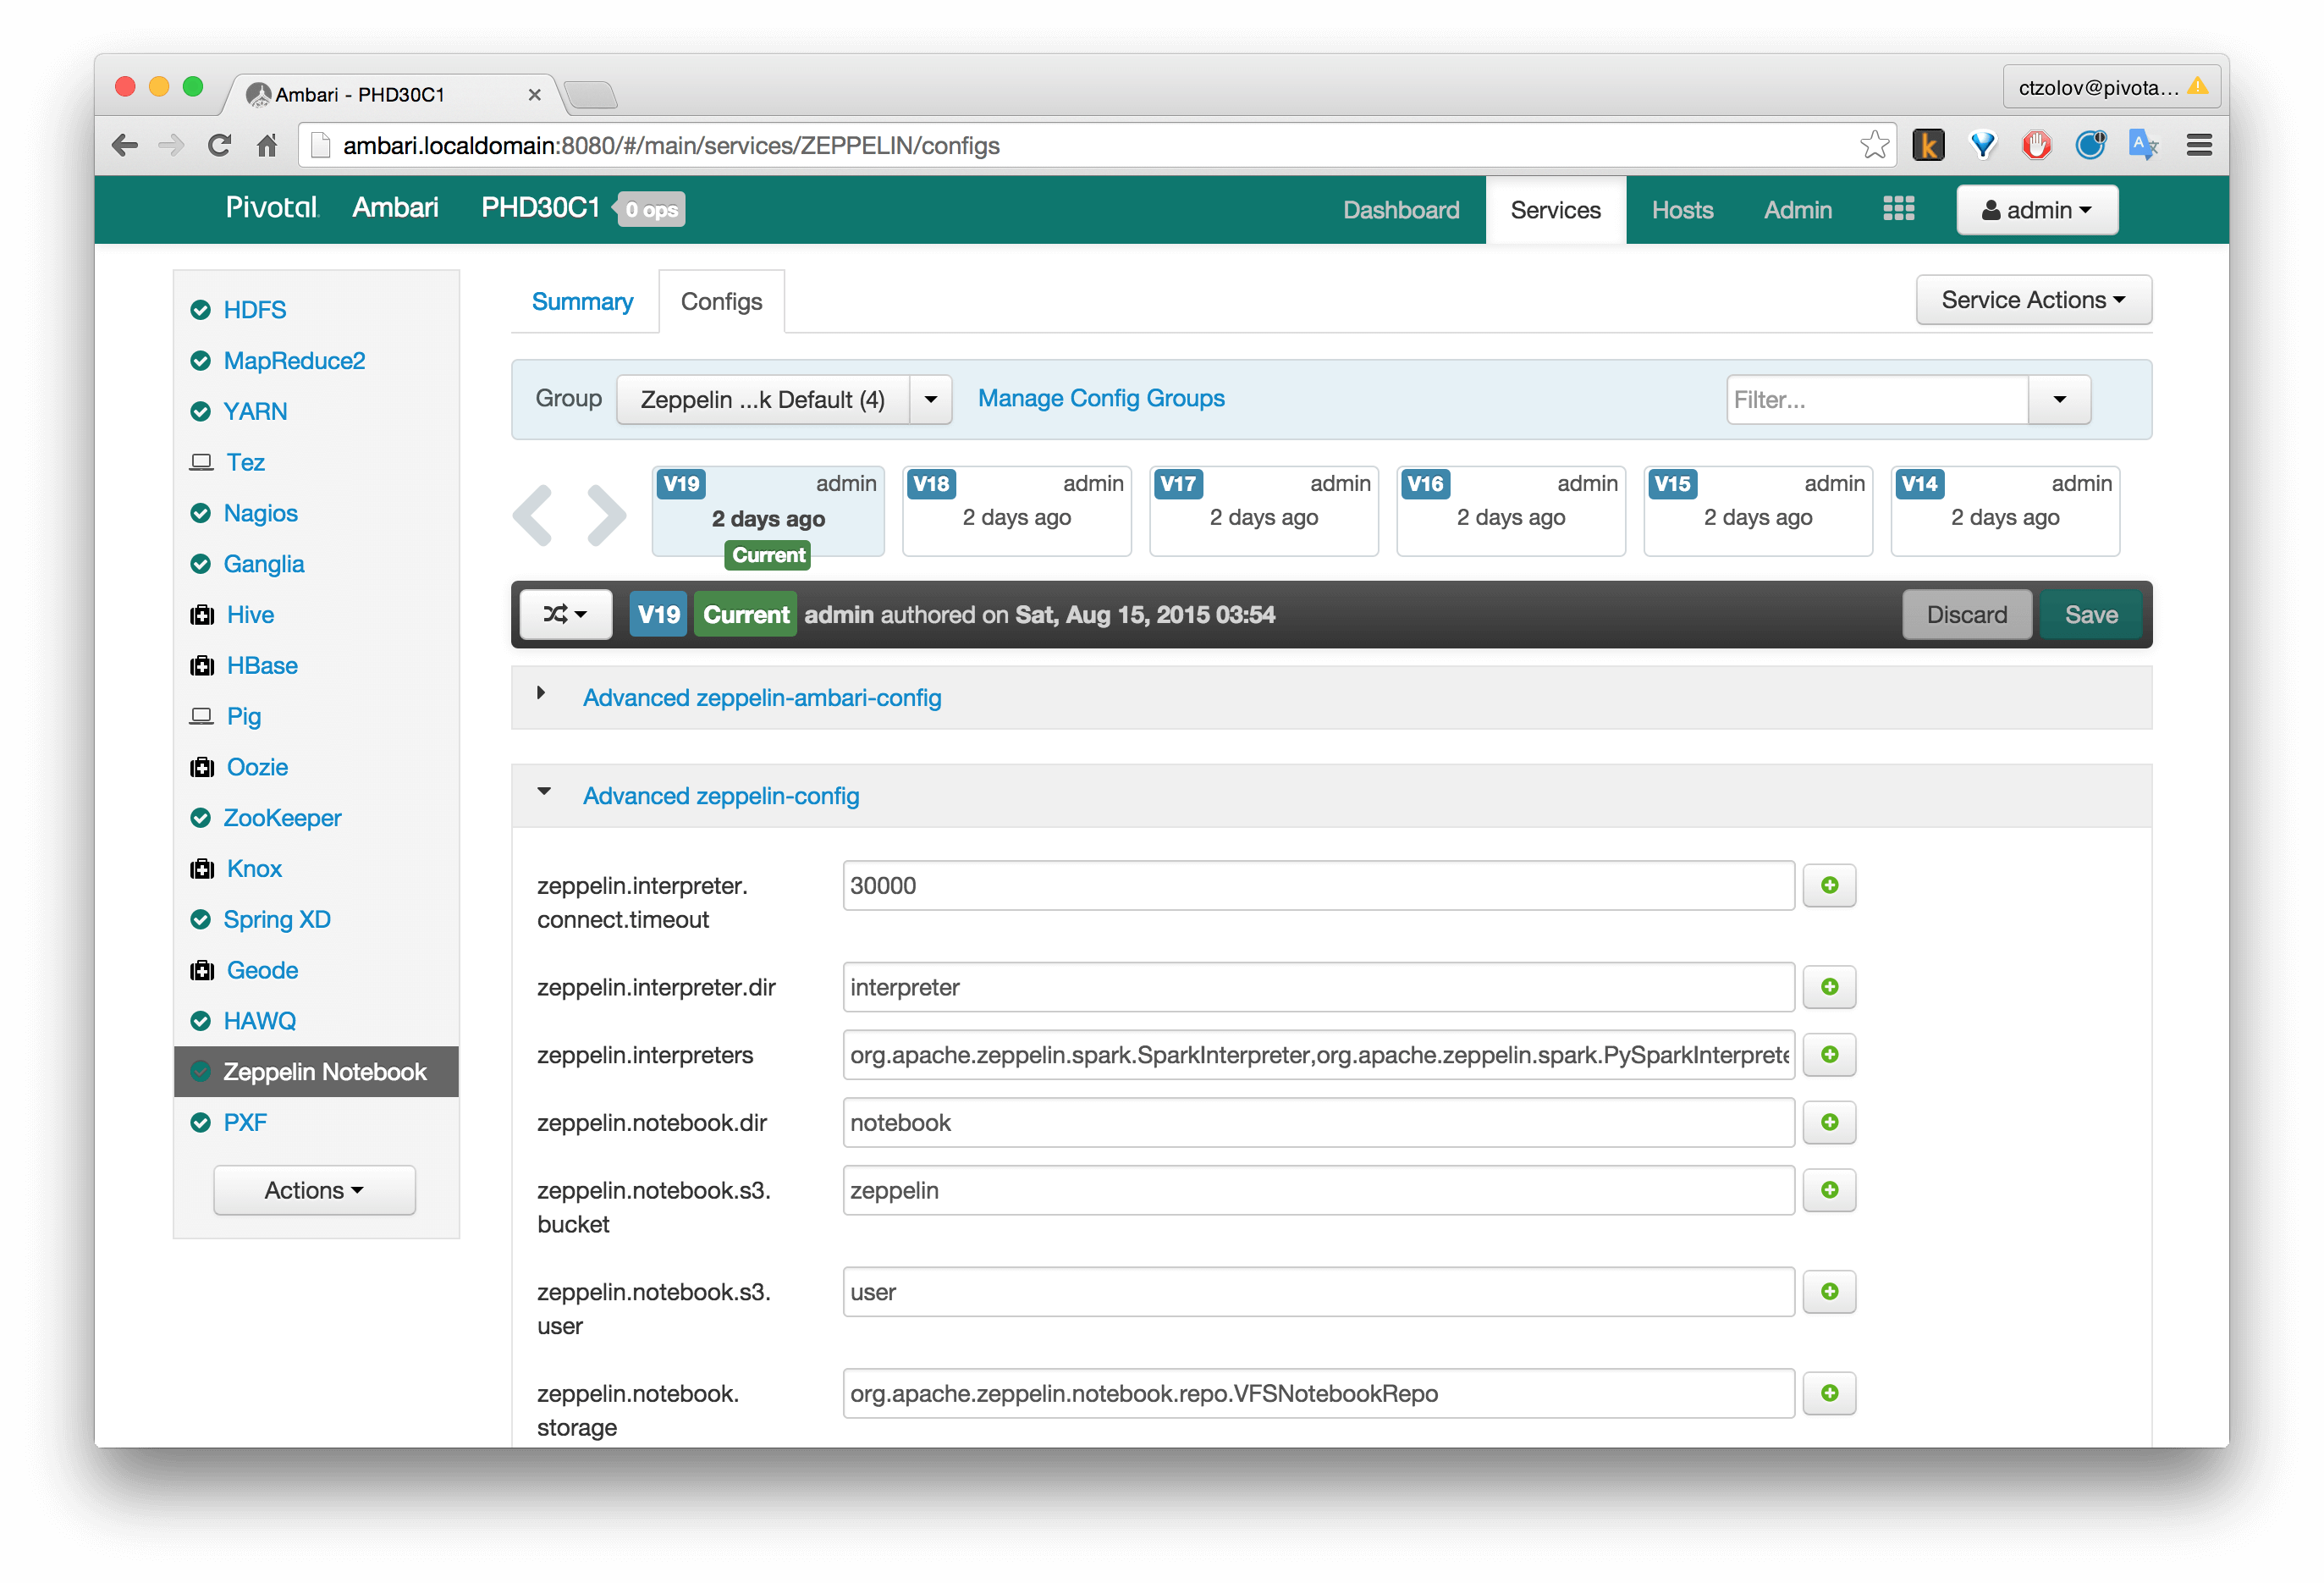 Ambari - PHD30C1
ctzolov@pivota...
ambari.localdomain:8080/#/main/services/ZEPPELIN/configs
Pivotal Ambari PHD30C1 0 ops Dashboard Services Hosts Admin admin
HDFS
MapReduce2
YARN
Tez
Nagios
Ganglia
Hive
HBase
Pig
Oozie
ZooKeeper
Knox
Spring XD
Geode
HAWQ
Zeppelin Notebook
PXF
Actions
Summary Configs Service Actions
Group Zeppelin ...k Default (4) Manage Config Groups Filter...
V19 admin
2 days ago
Current
V18 admin
2 days ago
V17 admin
2 days ago
V16 admin
2 days ago
V15 admin
2 days ago
V14 admin
2 days ago
V19 Current admin authored on Sat, Aug 15, 2015 03:54 Discard Save
Advanced zeppelin-ambari-config
Advanced zeppelin-config
zeppelin.interpreter.
connect.timeout
30000
zeppelin.interpreter.dir
interpreter
zeppelin.interpreters
org.apache.zeppelin.spark.SparkInterpreter,org.apache.zeppelin.spark.PySparkInterprete
zeppelin.notebook.dir
notebook
zeppelin.notebook.s3.
bucket
zeppelin
zeppelin.notebook.s3.
user
user
zeppelin.notebook.
storage
org.apache.zeppelin.notebook.repo.VFSNotebookRepo